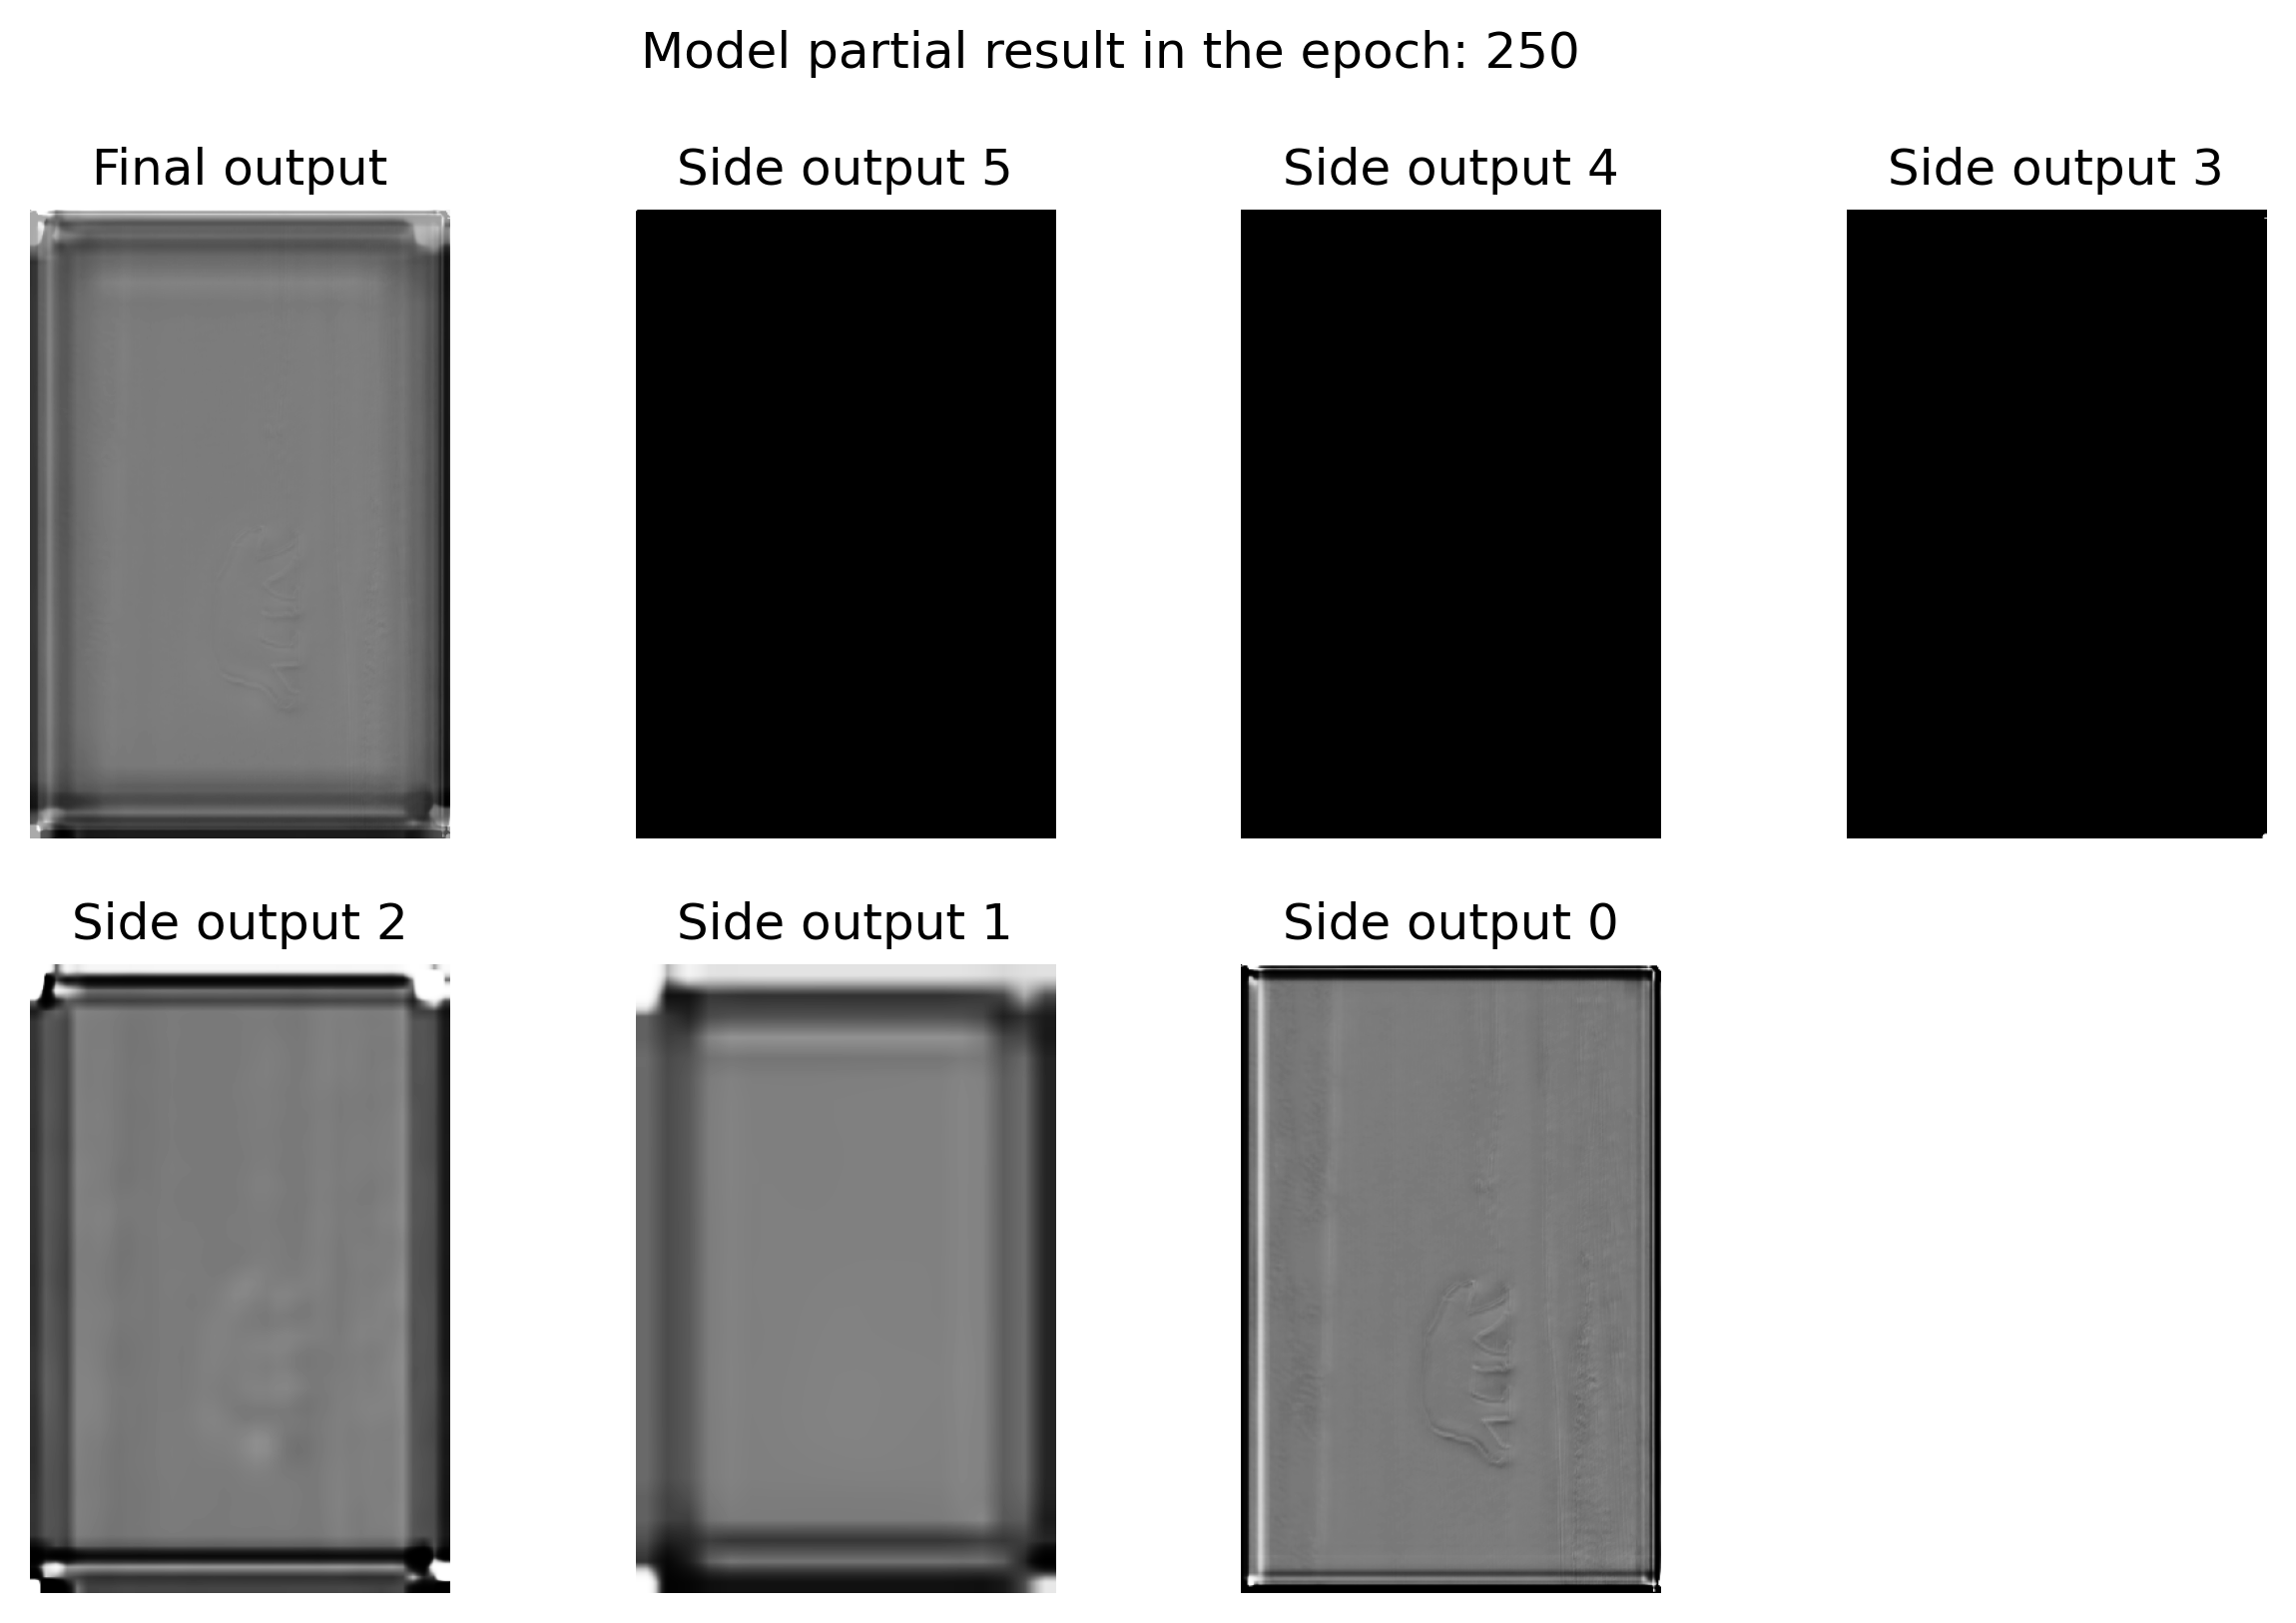 Model partial result in the epoch: 250
Final output
Side output 5
Side output 4
Side output 3
Side output 2
Side output 1
Side output 0